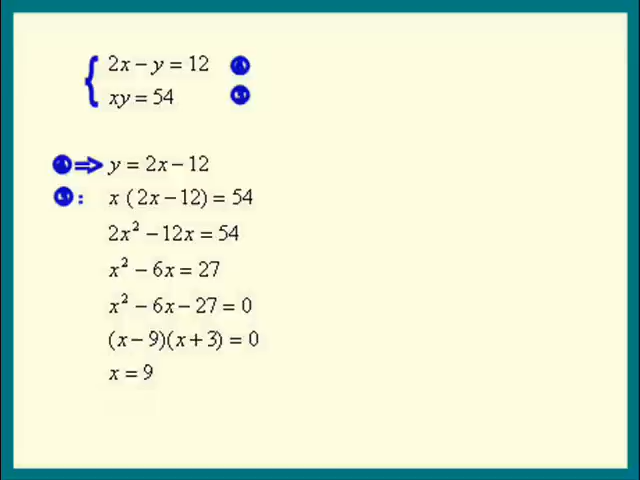 2x − y = 12
xy = 54
⇒ y = 2x − 12
: x (2x − 12) = 54
2x² − 12x = 54
x² − 6x = 27
x² − 6x − 27 = 0
(x − 9)(x + 3) = 0
x = 9